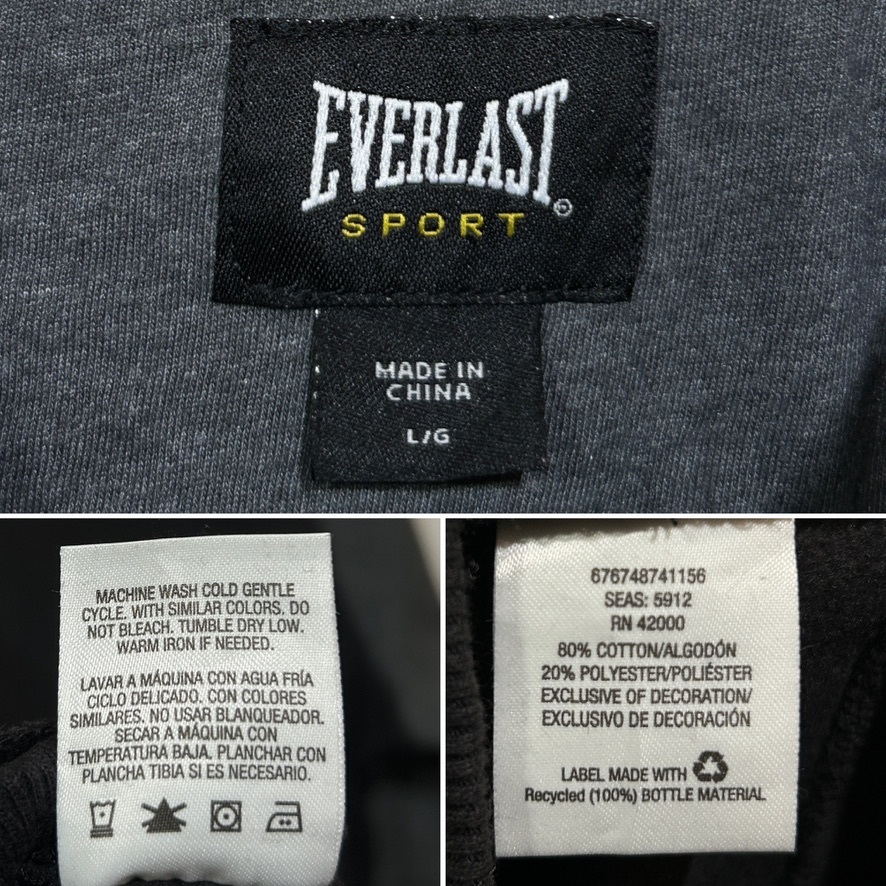 EVERLAST®
SPORT
MADE IN
CHINA
L/G
MACHINE WASH COLD GENTLE
CYCLE. WITH SIMILAR COLORS. DO
NOT BLEACH. TUMBLE DRY LOW.
WARM IRON IF NEEDED.
LAVAR A MÁQUINA CON AGUA FRÍA
CICLO DELICADO. CON COLORES
SIMILARES. NO USAR BLANQUEADOR.
SECAR A MÁQUINA CON
TEMPERATURA BAJA. PLANCHAR CON
PLANCHA TIBIA SI ES NECESARIO.
676748741156
SEAS: 5912
RN 42000
80% COTTON/ALGODÓN
20% POLYESTER/POLIÉSTER
EXCLUSIVE OF DECORATION/
EXCLUSIVO DE DECORACIÓN
LABEL MADE WITH
Recycled (100%) BOTTLE MATERIAL